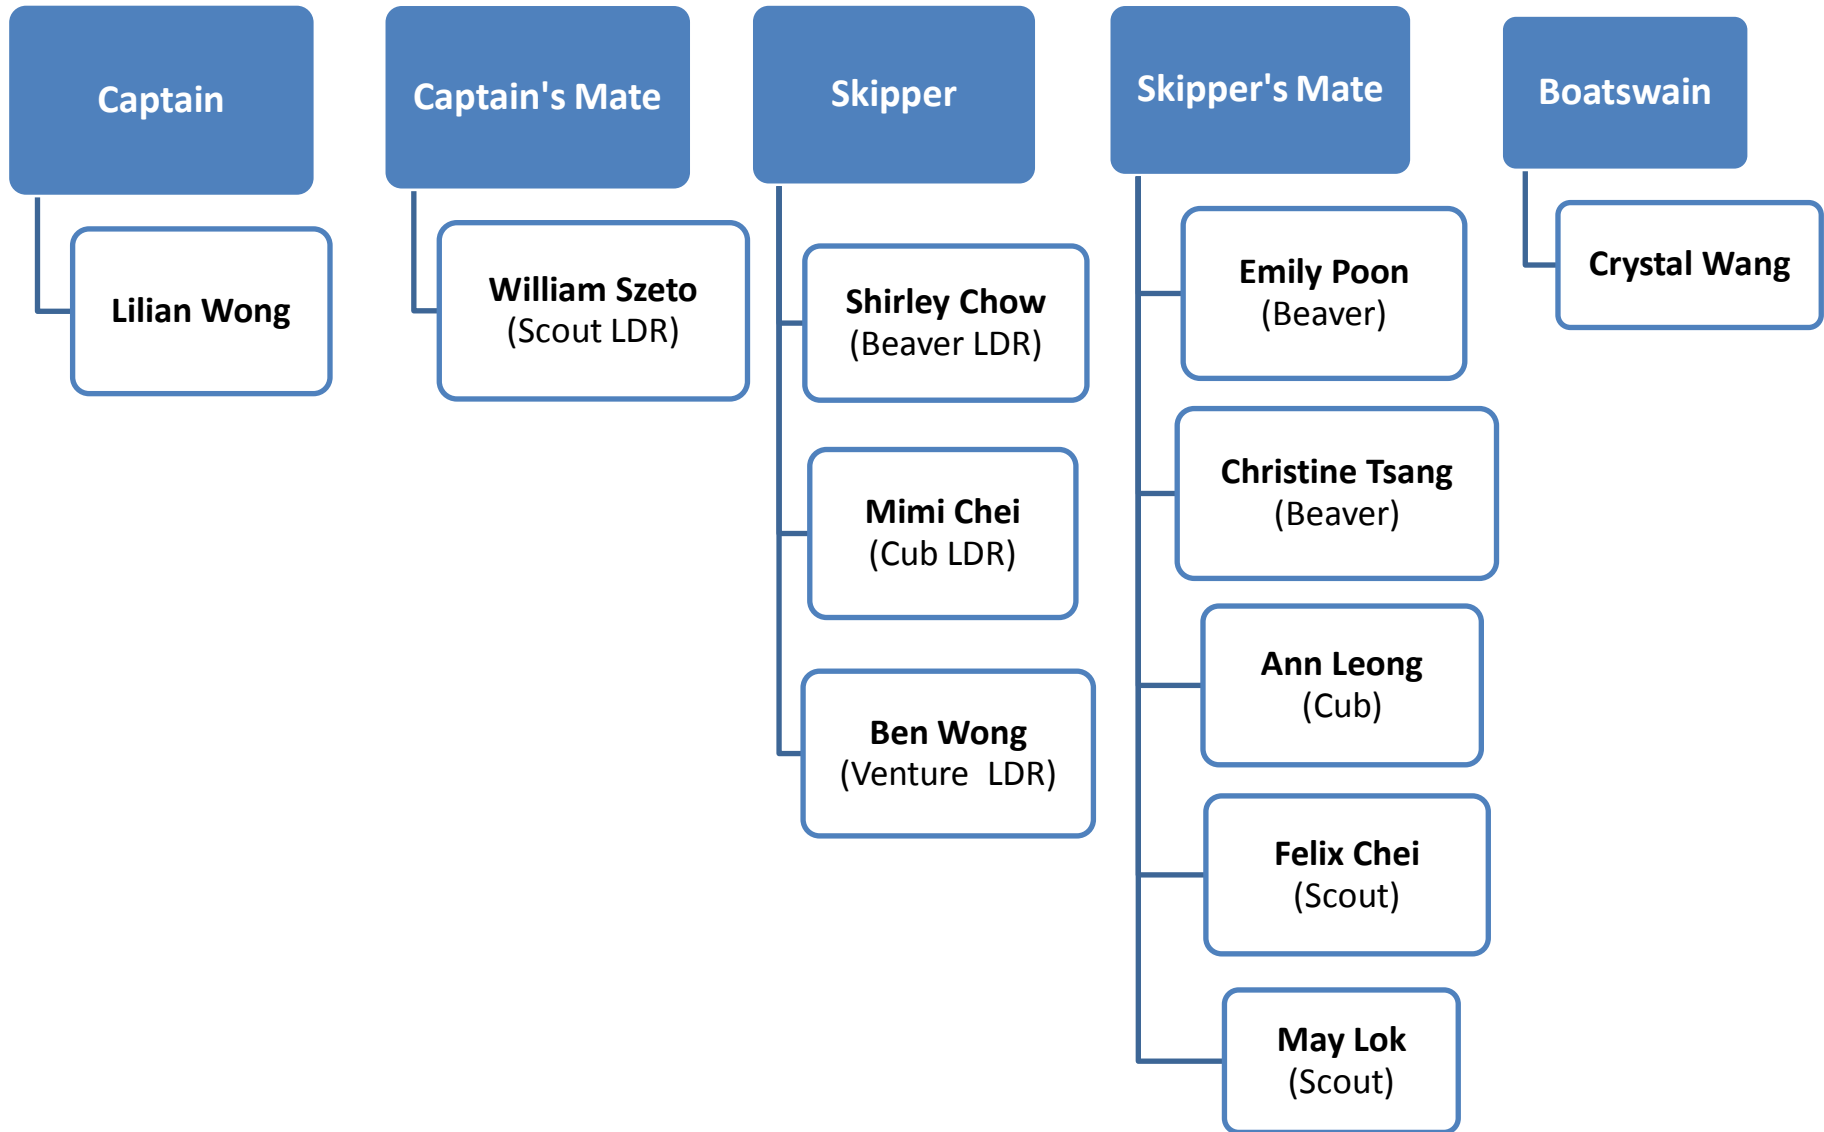 Captain
Lilian Wong
Captain's Mate
William Szeto
(Scout LDR)
Skipper
Shirley Chow
(Beaver LDR)
Mimi Chei
(Cub LDR)
Ben Wong
(Venture  LDR)
Skipper's Mate
Emily Poon
(Beaver)
Christine Tsang
(Beaver)
Ann Leong
(Cub)
Felix Chei
(Scout)
May Lok
(Scout)
Boatswain
Crystal Wang